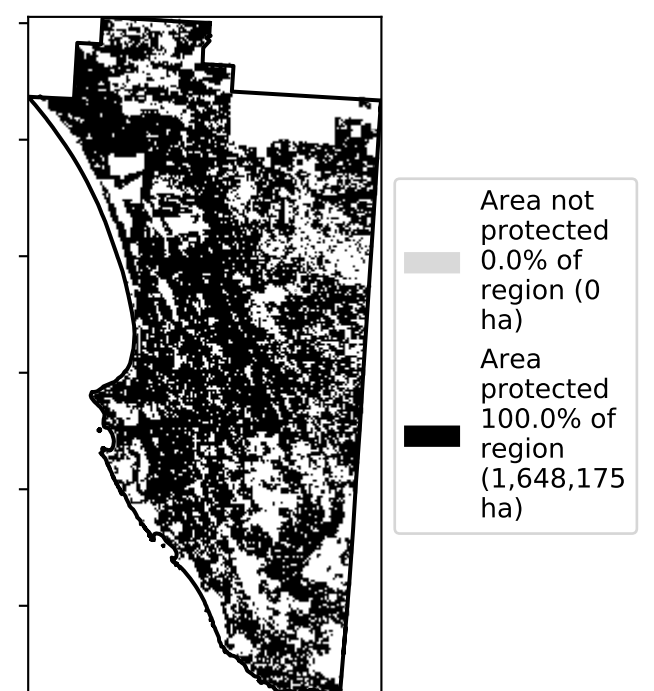 Area not
protected
0.0% of
region (0
ha)
Area
protected
100.0% of
region
(1,648,175
ha)